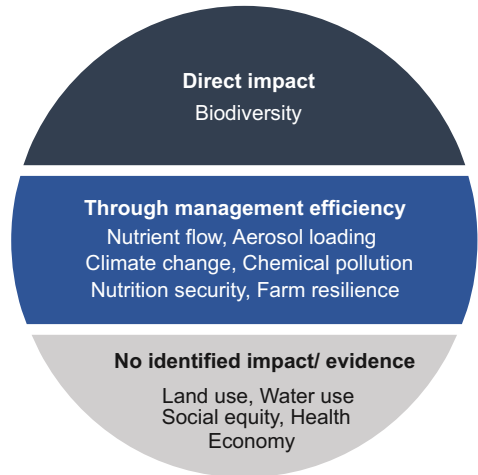 Direct impact
Biodiversity
Through management efficiency
Nutrient flow, Aerosol loading
Climate change, Chemical pollution
Nutrition security, Farm resilience
No identified impact/ evidence
Land use, Water use
Social equity, Health
Economy